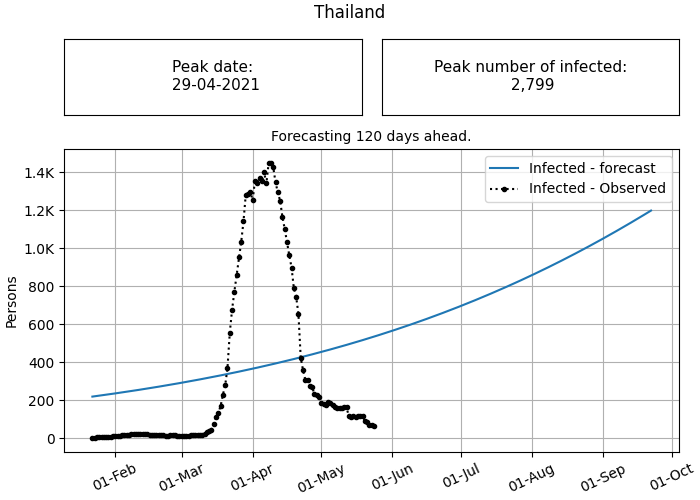 Thailand
Peak date:
29-04-2021
Peak number of infected:
2,799
Forecasting 120 days ahead.
Infected - forecast
Infected - Observed
1.4K
1.2K
1.0K
800
600
400
200
0
Persons
01-Feb
01-Mar
01-Apr
01-May
01-Jun
01-Jul
01-Aug
01-Sep
01-Oct